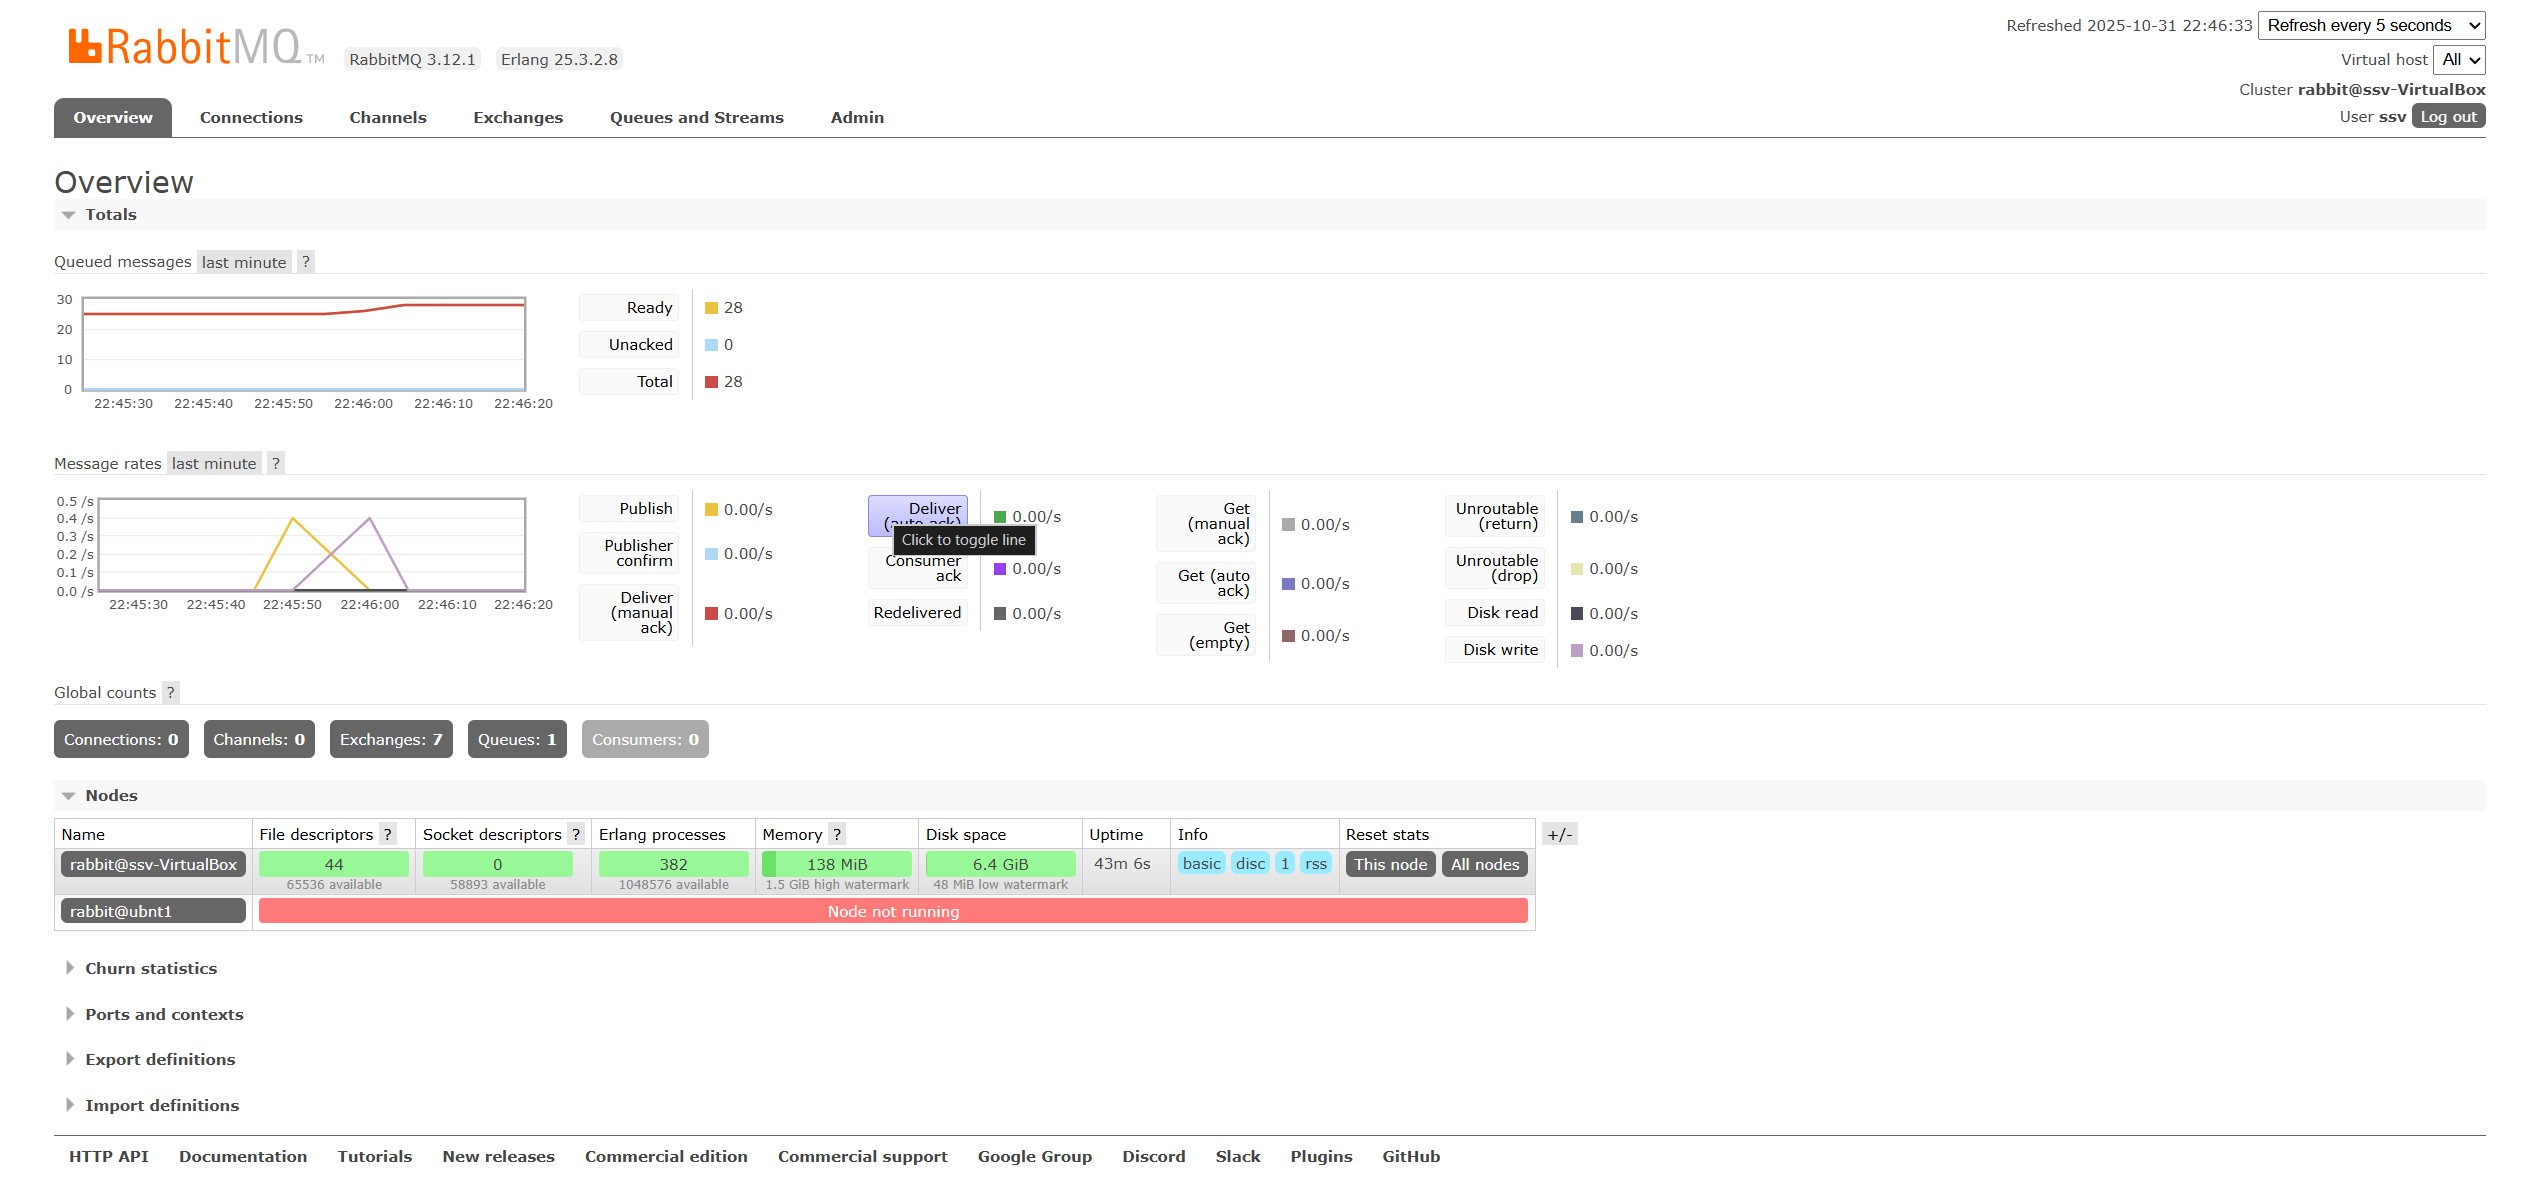 RabbitMQ TM RabbitMQ 3.12.1 Erlang 25.3.2.8
Refreshed 2025-10-31 22:46:33 Refresh every 5 seconds
Virtual host All
Cluster rabbit@ssv-VirtualBox
User ssv Log out
Overview Connections Channels Exchanges Queues and Streams Admin
Overview
Totals
Queued messages last minute ?
30
20
10
0
22:45:30 22:45:40 22:45:50 22:46:00 22:46:10 22:46:20
Ready 28
Unacked 0
Total 28
Message rates last minute ?
0.5 /s
0.4 /s
0.3 /s
0.2 /s
0.1 /s
0.0 /s
22:45:30 22:45:40 22:45:50 22:46:00 22:46:10 22:46:20
Publish 0.00/s
Publisher
confirm 0.00/s
Deliver
(manual
ack) 0.00/s
Deliver
(auto ack) 0.00/s
Click to toggle line
Consumer
ack 0.00/s
Redelivered 0.00/s
Get
(manual
ack) 0.00/s
Get (auto
ack) 0.00/s
Get
(empty) 0.00/s
Unroutable
(return) 0.00/s
Unroutable
(drop) 0.00/s
Disk read 0.00/s
Disk write 0.00/s
Global counts ?
Connections: 0 Channels: 0 Exchanges: 7 Queues: 1 Consumers: 0
Nodes
Name File descriptors ? Socket descriptors ? Erlang processes Memory ? Disk space Uptime Info Reset stats +/-
rabbit@ssv-VirtualBox 44 0 382 138 MiB 6.4 GiB 43m 6s basic disc 1 rss This node All nodes
65536 available 58893 available 1048576 available 1.5 GiB high watermark 48 MiB low watermark
rabbit@ubnt1 Node not running
Churn statistics
Ports and contexts
Export definitions
Import definitions
HTTP API Documentation Tutorials New releases Commercial edition Commercial support Google Group Discord Slack Plugins GitHub